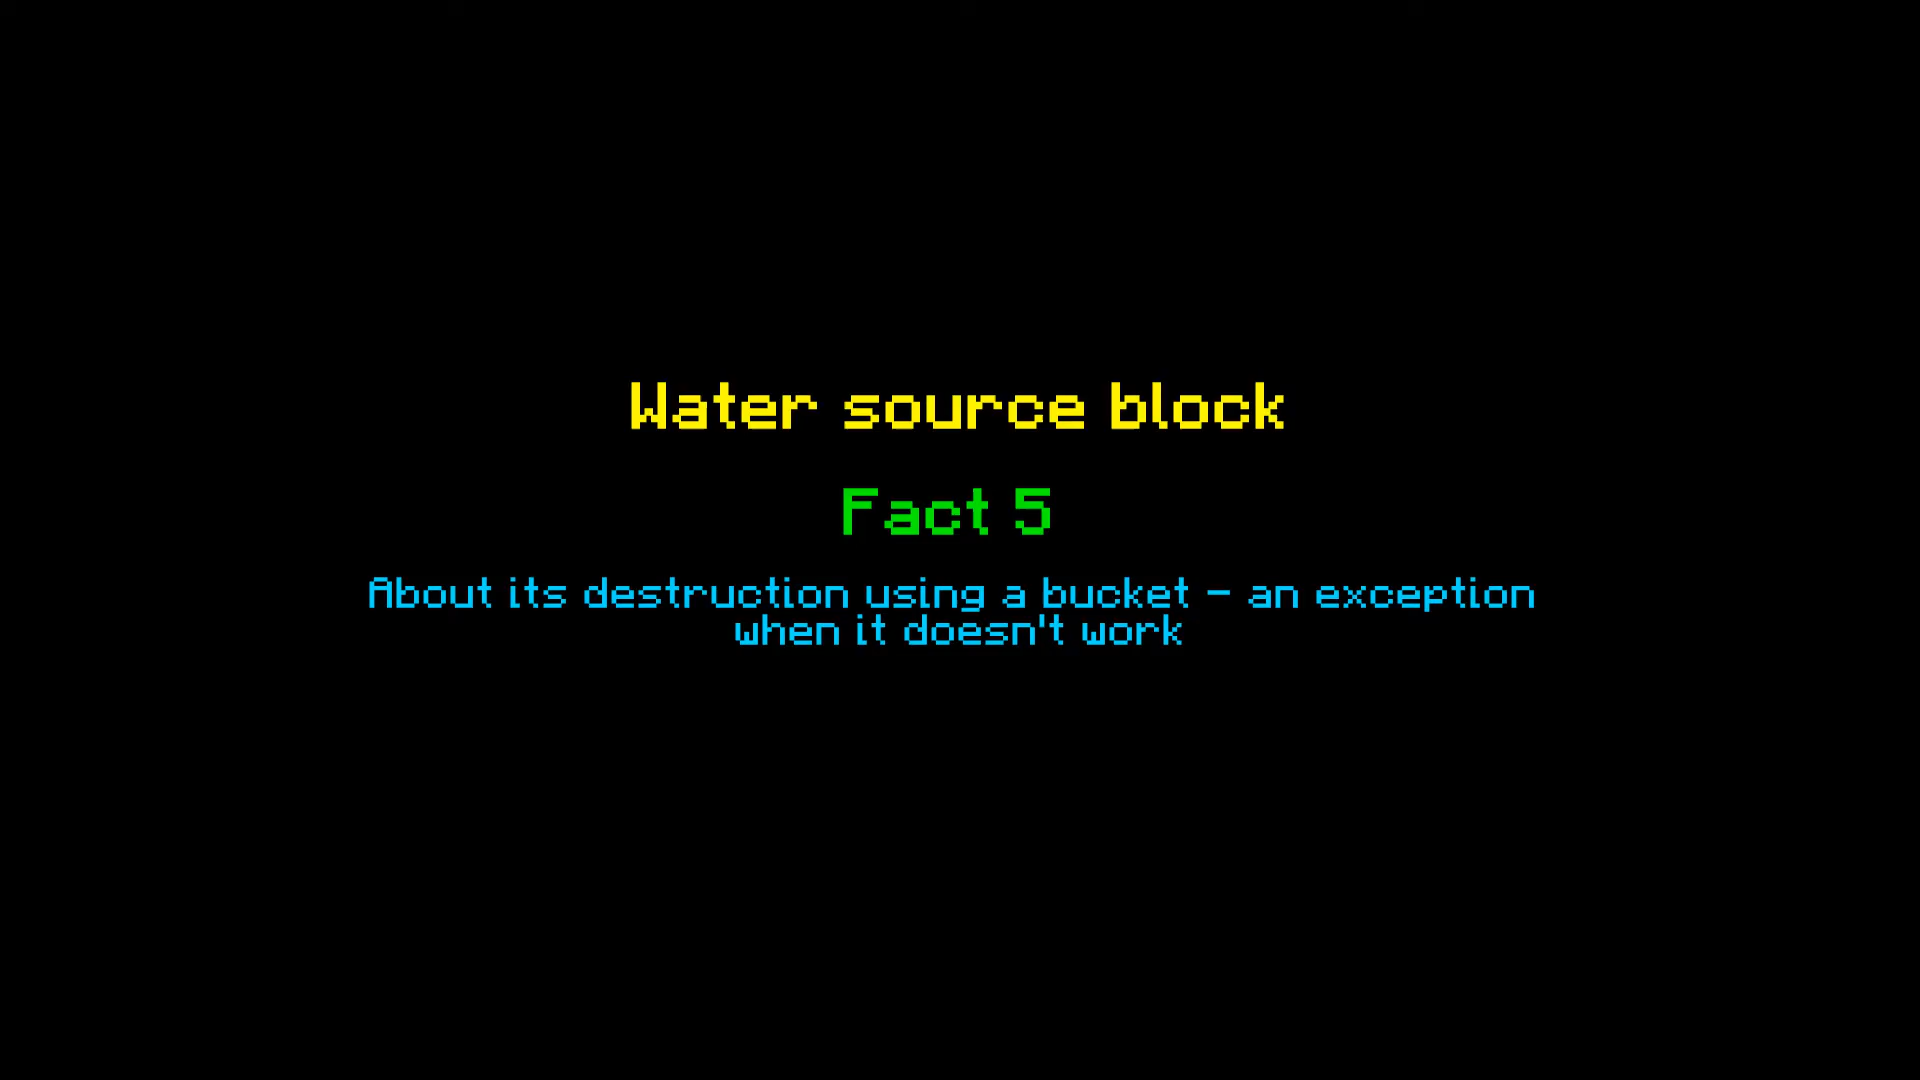 Water source block
Fact 5
About its destruction using a bucket - an exception
when it doesn't work